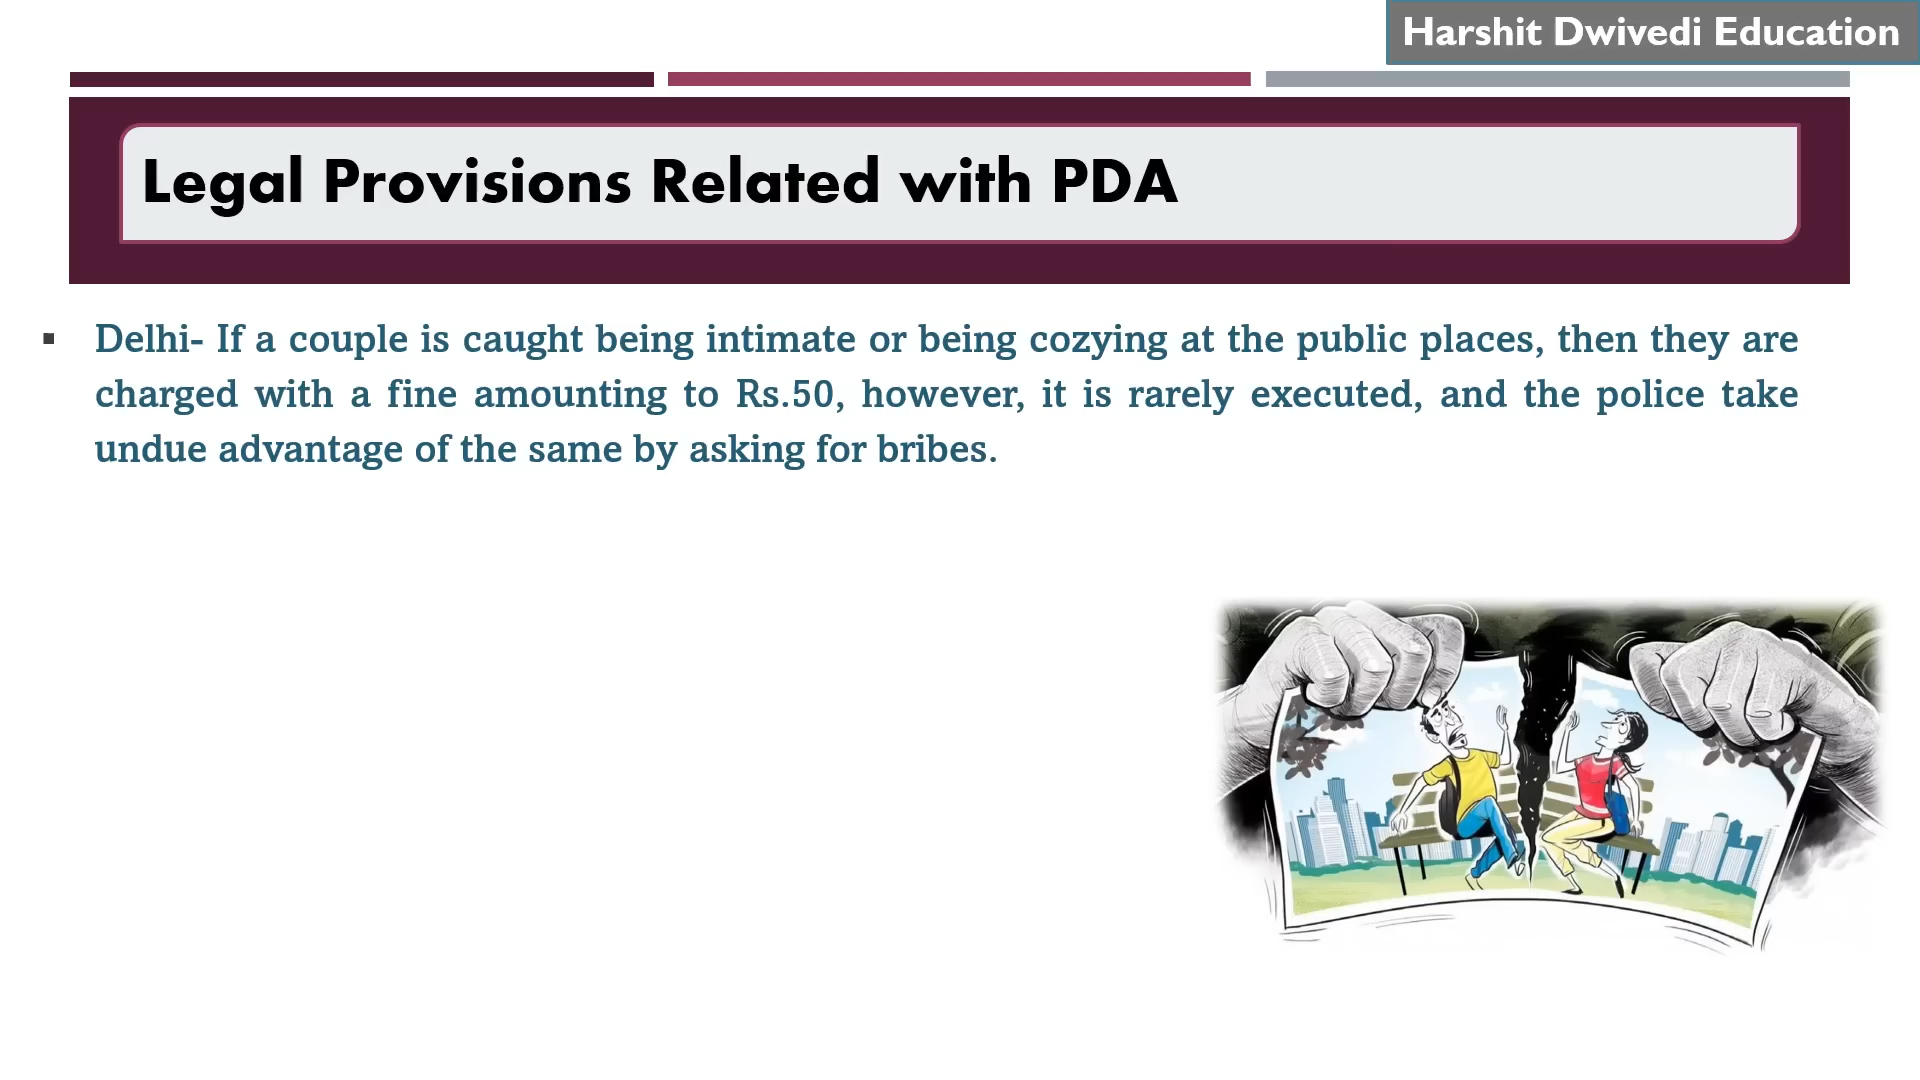 Harshit Dwivedi Education
Legal Provisions Related with PDA
Delhi- If a couple is caught being intimate or being cozying at the public places, then they are
charged with a fine amounting to Rs.50, however, it is rarely executed, and the police take
undue advantage of the same by asking for bribes.